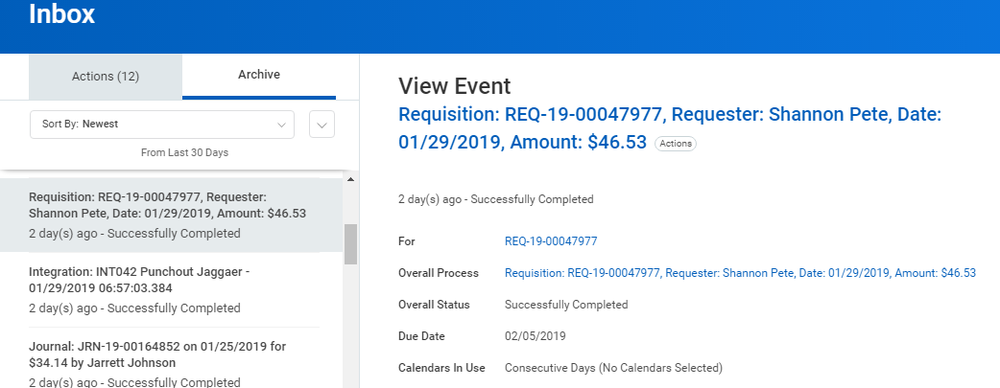 Inbox
Actions (12)
Archive
Sort By: Newest
From Last 30 Days
Requisition: REQ-19-00047977, Requester:
Shannon Pete, Date: 01/29/2019, Amount: $46.53
2 day(s) ago - Successfully Completed
Integration: INT042 Punchout Jaggaer -
01/29/2019 06:57:03.384
2 day(s) ago - Successfully Completed
Journal: JRN-19-00164852 on 01/25/2019 for
$34.14 by Jarrett Johnson
2 day(s) ago - Successfully Completed
View Event
Requisition: REQ-19-00047977, Requester: Shannon Pete, Date:
01/29/2019, Amount: $46.53 Actions
2 day(s) ago - Successfully Completed
For REQ-19-00047977
Overall Process Requisition: REQ-19-00047977, Requester: Shannon Pete, Date: 01/29/2019, Amount: $46.53
Overall Status Successfully Completed
Due Date 02/05/2019
Calendars In Use Consecutive Days (No Calendars Selected)